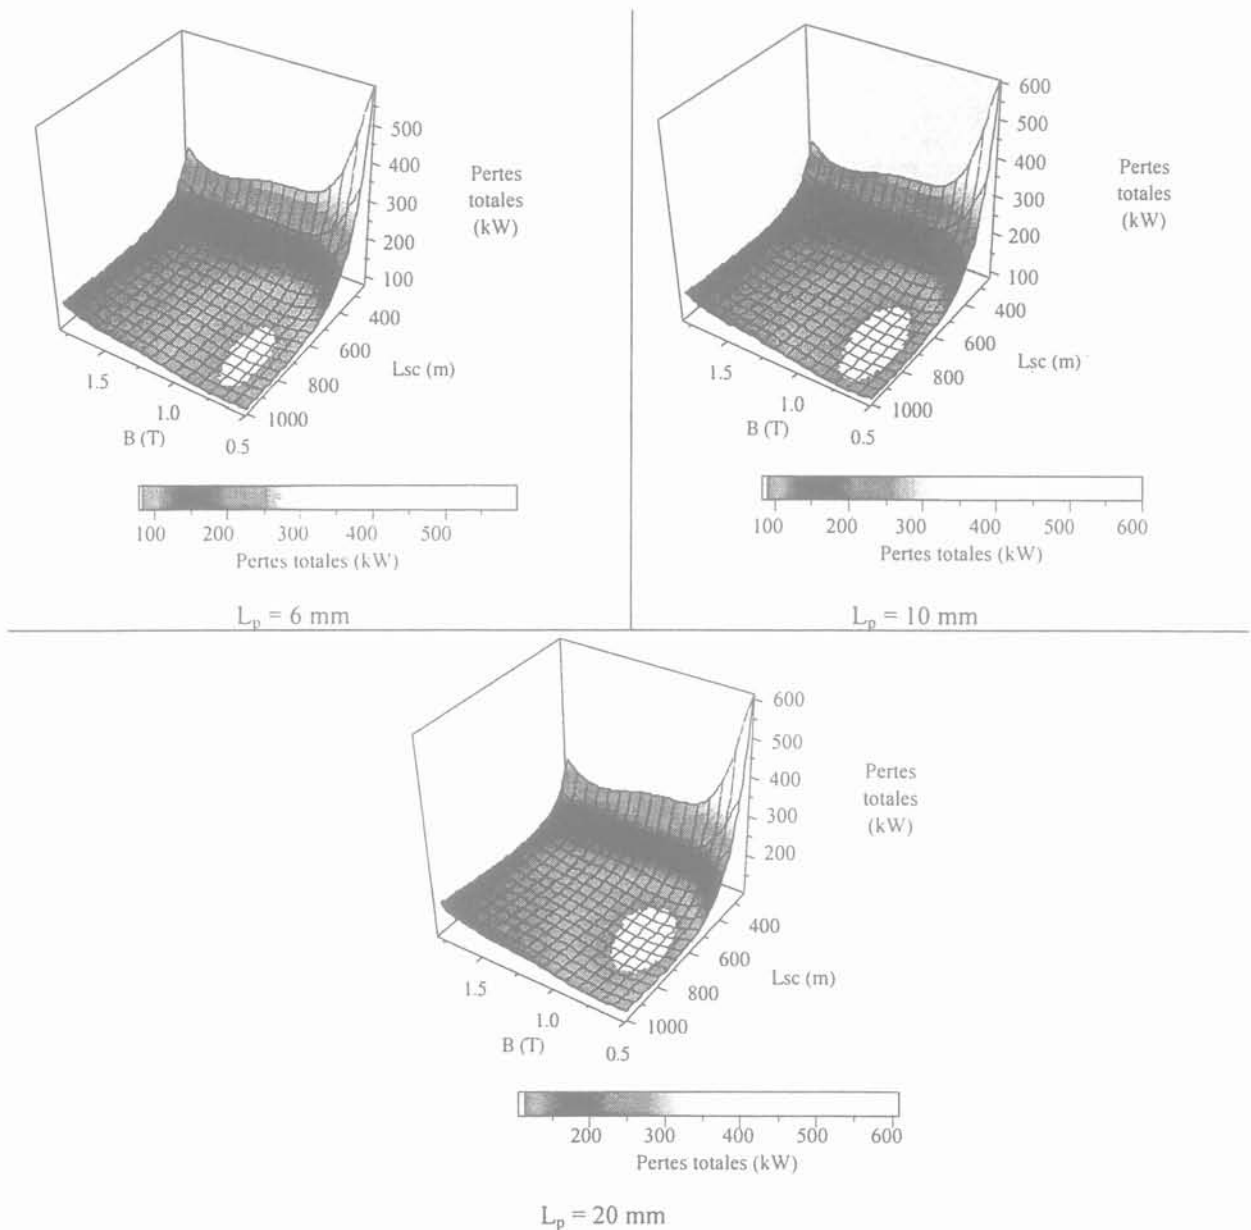 500
400
300
200
100
Pertes
totales
(kW)
400
600
800
1000
Lsc (m)
1.5
1.0
0.5
B (T)
100 200 300 400 500
Pertes totales (kW)
Lp = 6 mm
600
500
400
300
200
100
Pertes
totales
(kW)
400
600
800
1000
Lsc (m)
1.5
1.0
0.5
B (T)
100 200 300 400 500 600
Pertes totales (kW)
Lp = 10 mm
600
500
400
300
200
Pertes
totales
(kW)
400
600
800
1000
Lsc (m)
1.5
1.0
0.5
B (T)
200 300 400 500 600
Pertes totales (kW)
Lp = 20 mm